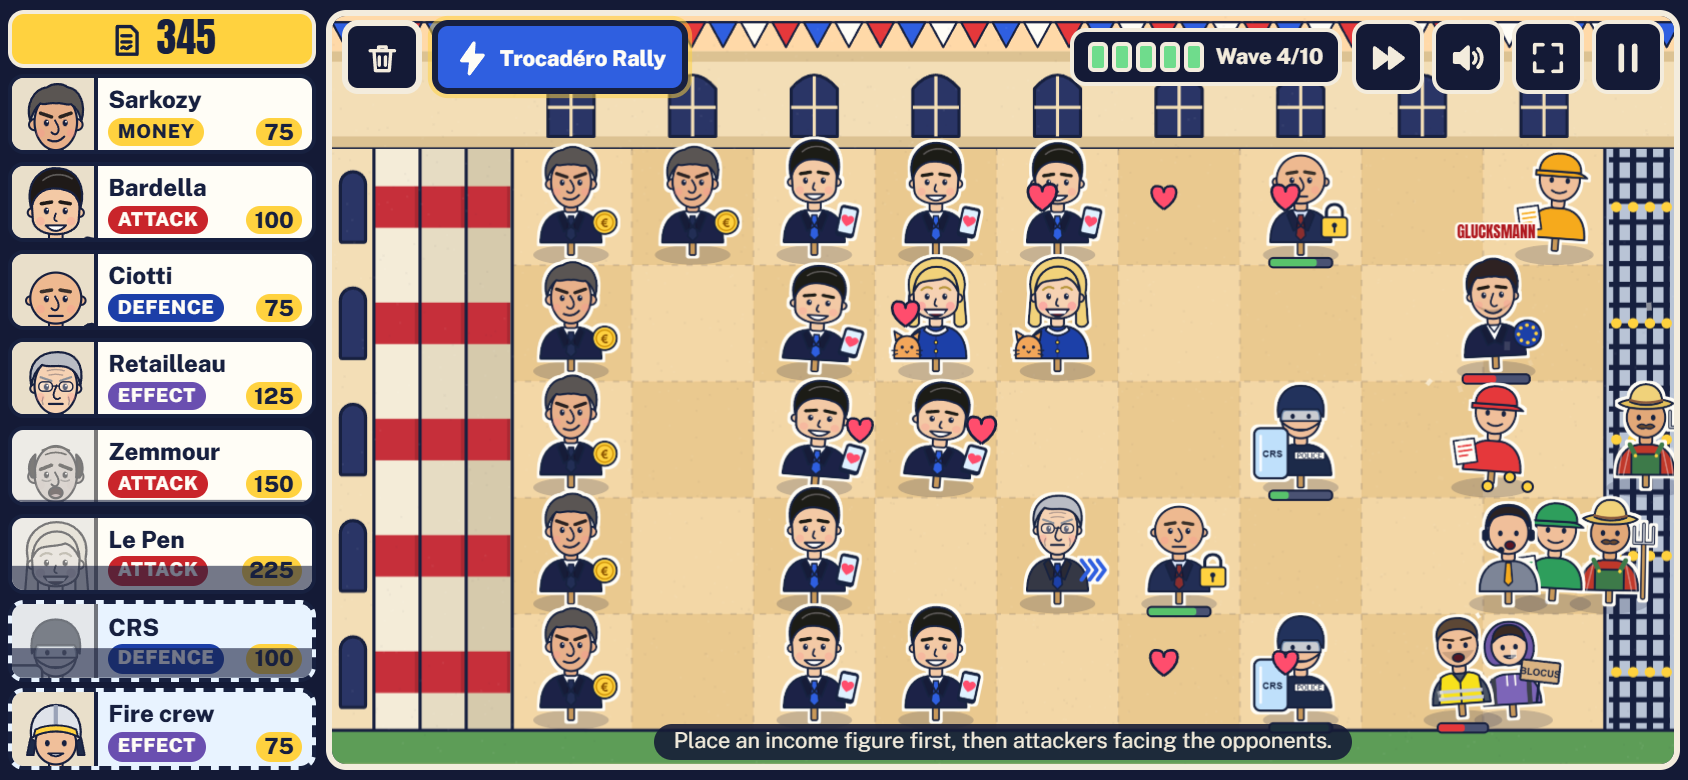 345
Trocadéro Rally
Wave 4/10
Sarkozy
MONEY 75
Bardella
ATTACK 100
Ciotti
DEFENCE 75
Retailleau
EFFECT 125
Zemmour
ATTACK 150
Le Pen
ATTACK 225
CRS
DEFENCE 100
Fire crew
EFFECT 75
GLUCKSMANN
CRS POLICE
CRS POLICE
BLOCUS
Place an income figure first, then attackers facing the opponents.